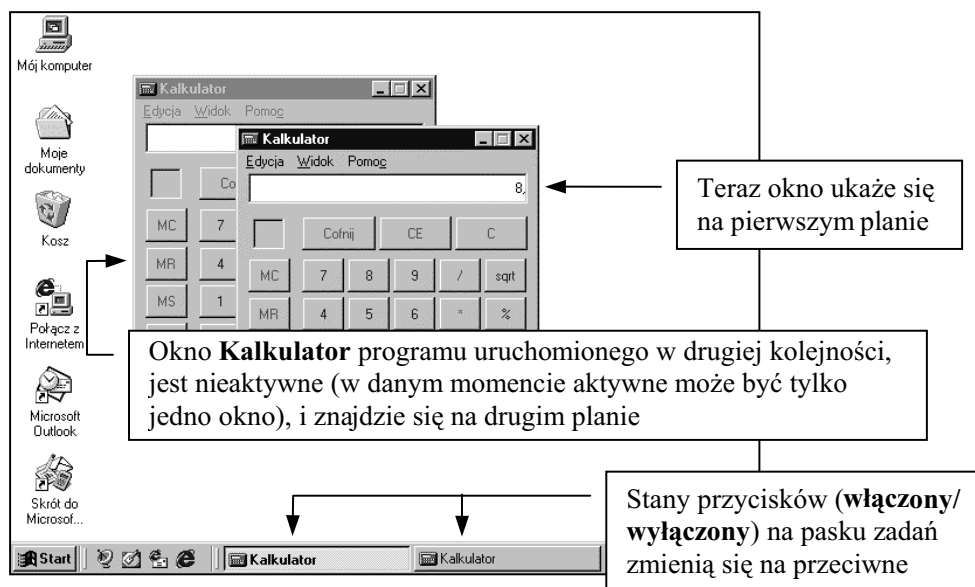 Mój komputer
Moje
dokumenty
Kosz
Połącz z
Internetem
Microsoft
Outlook
Skrót do
Microsof...
Kalkulator
Edycja Widok Pomoc
Co
MC 7
MR 4
MS 1
Kalkulator
Edycja Widok Pomoc
8,
Cofnij CE C
MC 7 8 9 / sqrt
MR 4 5 6 * %
Teraz okno ukaże się
na pierwszym planie
Okno Kalkulator programu uruchomionego w drugiej kolejności,
jest nieaktywne (w danym momencie aktywne może być tylko
jedno okno), i znajdzie się na drugim planie
Stany przycisków (włączony/
wyłączony) na pasku zadań
zmienią się na przeciwne
Start Kalkulator Kalkulator